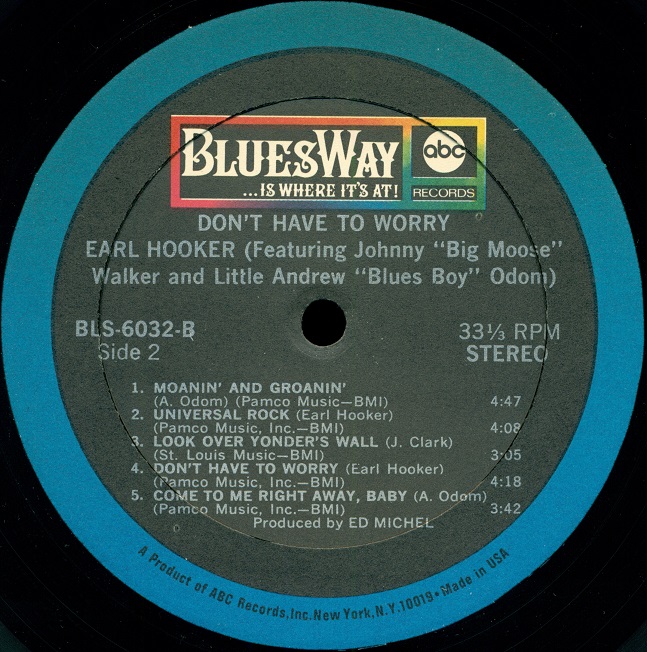 BLUESWAY
...IS WHERE IT'S AT!
abc
RECORDS
DON'T HAVE TO WORRY
EARL HOOKER (Featuring Johnny "Big Moose"
Walker and Little Andrew "Blues Boy" Odom)
BLS-6032-B
Side 2
33⅓ RPM
STEREO
1. MOANIN' AND GROANIN'
(A. Odom) (Pamco Music—BMI) 4:47
2. UNIVERSAL ROCK (Earl Hooker)
(Pamco Music, Inc.—BMI) 4:08
3. LOOK OVER YONDER'S WALL (J. Clark)
(St. Louis Music—BMI) 3:05
4. DON'T HAVE TO WORRY (Earl Hooker)
(Pamco Music, Inc.—BMI) 4:18
5. COME TO ME RIGHT AWAY, BABY (A. Odom)
(Pamco Music, Inc.—BMI) 3:42
Produced by ED MICHEL
A Product of ABC Records, Inc. New York, N.Y. 10019 • Made in USA